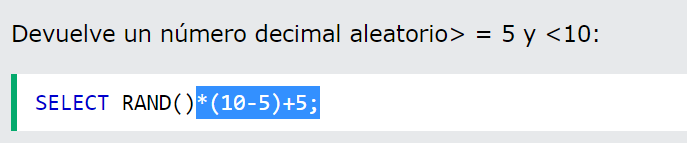 Devuelve un número decimal aleatorio> = 5 y <10:
SELECT RAND()*(10-5)+5;